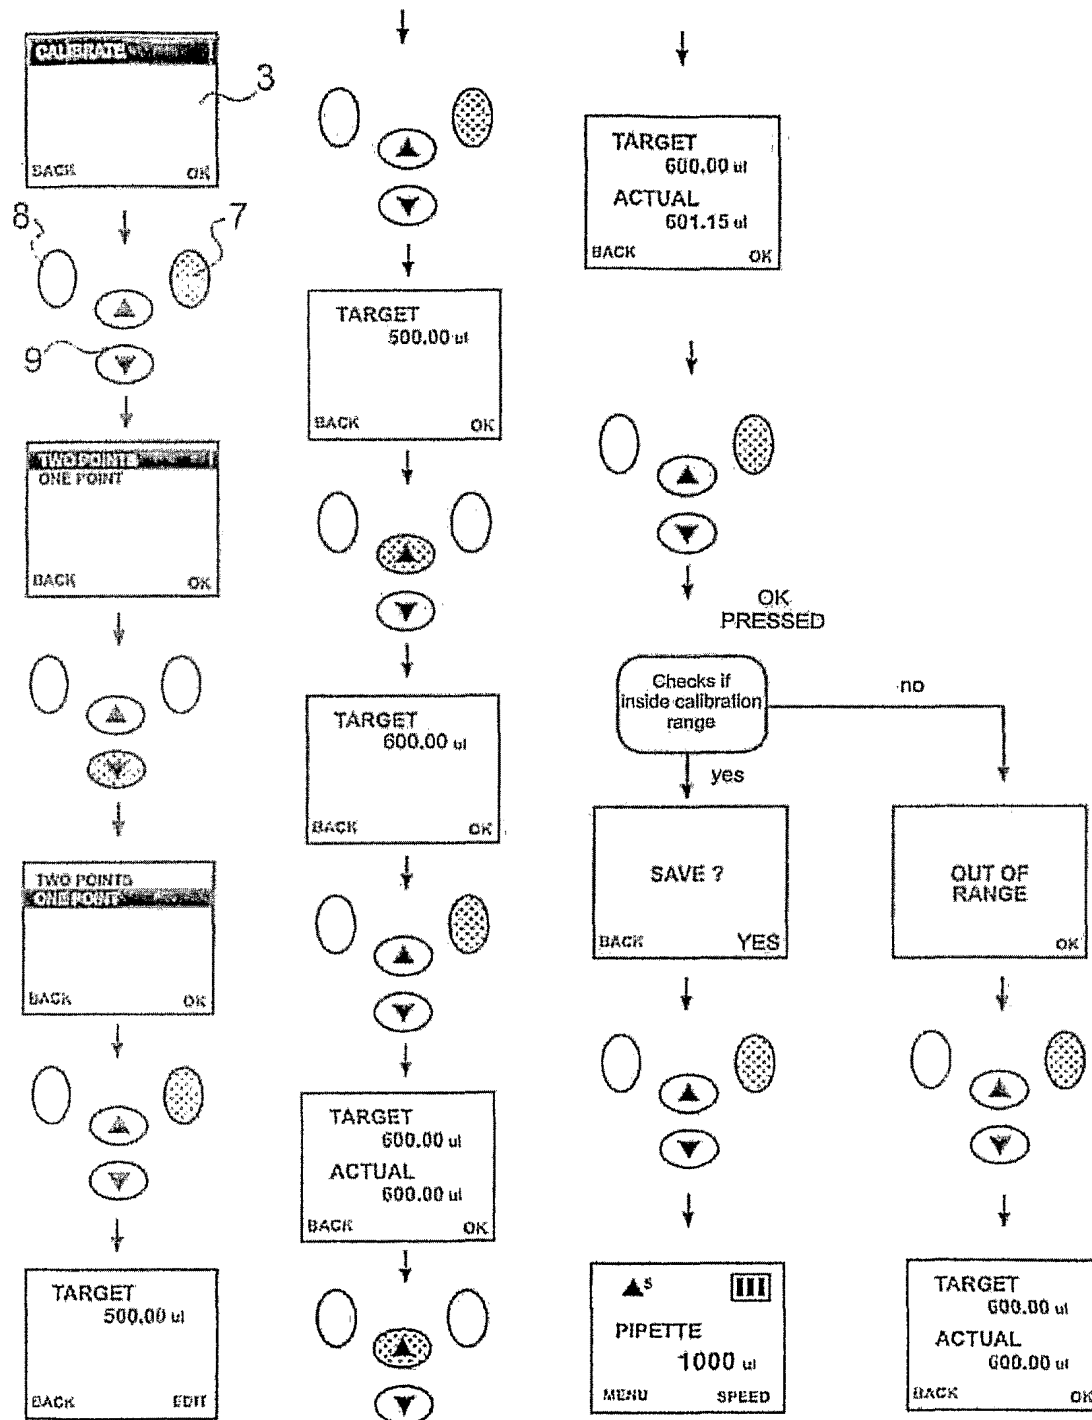 CALIBRATE
3
BACK OK
8 7
9
TWO POINTS
ONE POINT
BACK OK
TWO POINTS
ONE POINT
BACK OK
TARGET
500.00 ul
BACK EDIT
TARGET
500.00 ul
BACK OK
TARGET
600.00 ul
BACK OK
TARGET
600.00 ul
ACTUAL
600.00 ul
BACK OK
TARGET
600.00 ul
ACTUAL
601.15 ul
BACK OK
OK
PRESSED
Checks if
inside calibration
range
no
yes
SAVE ?
BACK YES
▲S III
PIPETTE
1000 ul
MENU SPEED
OUT OF
RANGE
OK
TARGET
600.00 ul
ACTUAL
600.00 ul
BACK OK